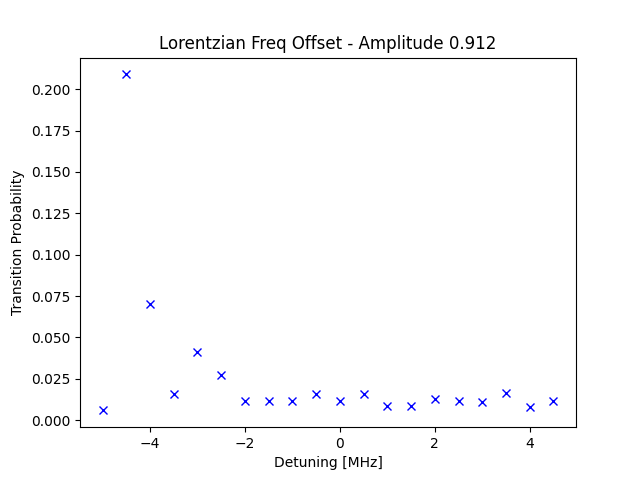 Lorentzian Freq Offset - Amplitude 0.912
0.200
0.175
0.150
0.125
0.100
0.075
0.050
0.025
0.000
Transition Probability
−4 −2 0 2 4
Detuning [MHz]